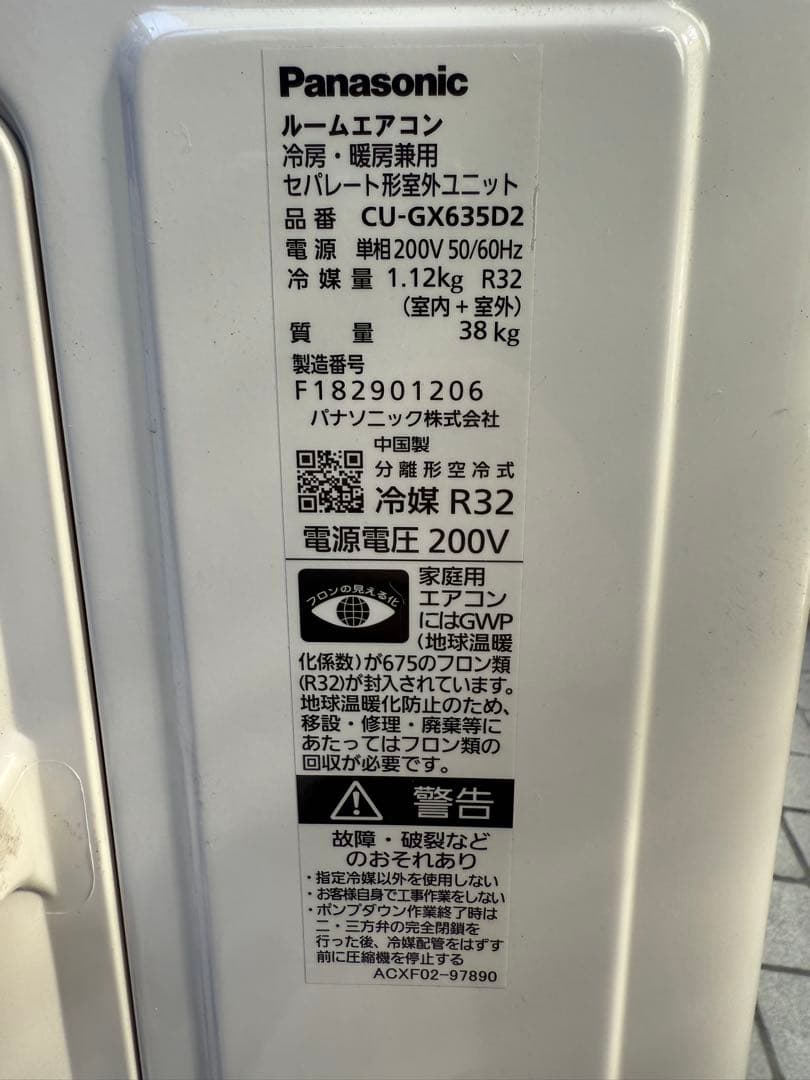 Panasonic
ルームエアコン
冷房・暖房兼用
セパレート形室外ユニット
品番 CU-GX635D2
電源 単相200V 50/60Hz
冷媒量 1.12kg R32
(室内+室外)
質量 38kg
製造番号
F182901206
パナソニック株式会社
中国製
分離形空冷式
冷媒 R32
電源電圧 200V
フロンの見える化
家庭用
エアコン
にはGWP
(地球温暖
化係数)が675のフロン類
(R32)が封入されています。
地球温暖化防止のため、
移設・修理・廃棄等に
あたってはフロン類の
回収が必要です。
警告
故障・破裂など
のおそれあり
・指定冷媒以外を使用しない
・お客様自身で工事作業をしない
・ポンプダウン作業終了時は
二・三方弁の完全閉鎖を
行った後、冷媒配管をはずす
前に圧縮機を停止する
ACXF02-97890